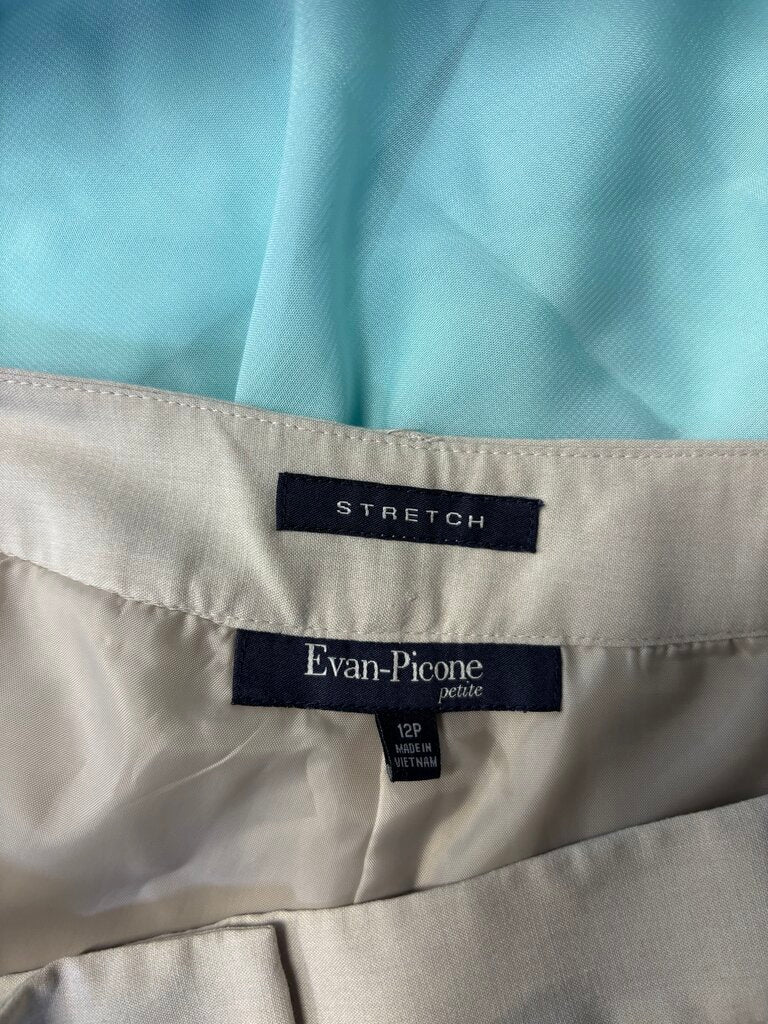 STRETCH
Evan-Picone
petite
12P
MADE IN
VIETNAM